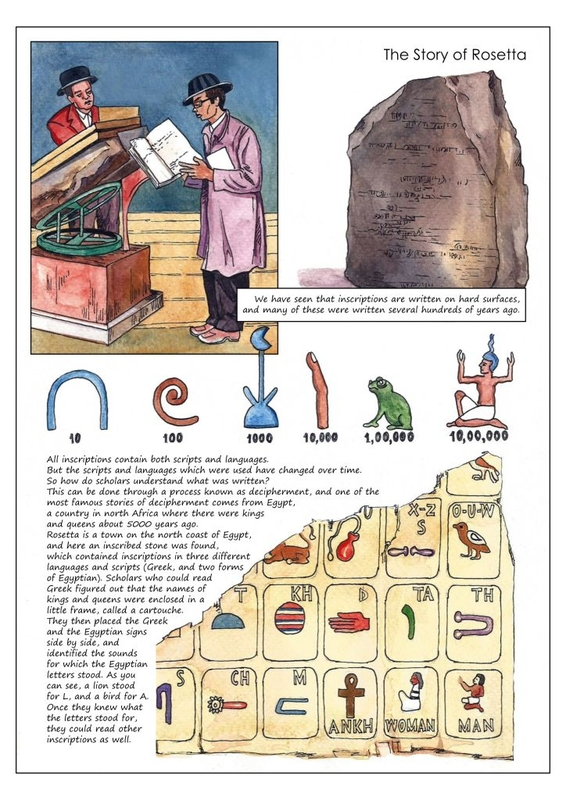 The Story of Rosetta
We have seen that inscriptions are written on hard surfaces,
and many of these were written several hundreds of years ago.
10
100
1000
10,000
1,00,000
10,00,000
All inscriptions contain both scripts and languages.
But the scripts and languages which were used have changed over time.
So how do scholars understand what was written?
This can be done through a process known as decipherment, and one of the
most famous stories of decipherment comes from Egypt,
a country in north Africa where there were kings
and queens about 5000 years ago.
Rosetta is a town on the north coast of Egypt,
and here an inscribed stone was found,
which contained inscriptions in three different
languages and scripts (Greek, and two forms
of Egyptian). Scholars who could read
Greek figured out that the names of
kings and queens were enclosed in a
little frame, called a cartouche.
They then placed the Greek
and the Egyptian signs
side by side, and
identified the sounds
for which the Egyptian
letters stood. As you
can see, a lion stood
for L, and a bird for A.
Once they knew what
the letters stood for,
they could read other
inscriptions as well.
X-Z
S
O-U-W
T
KH
D
TA
TH
S
CH
M
ANKH
WOMAN
MAN